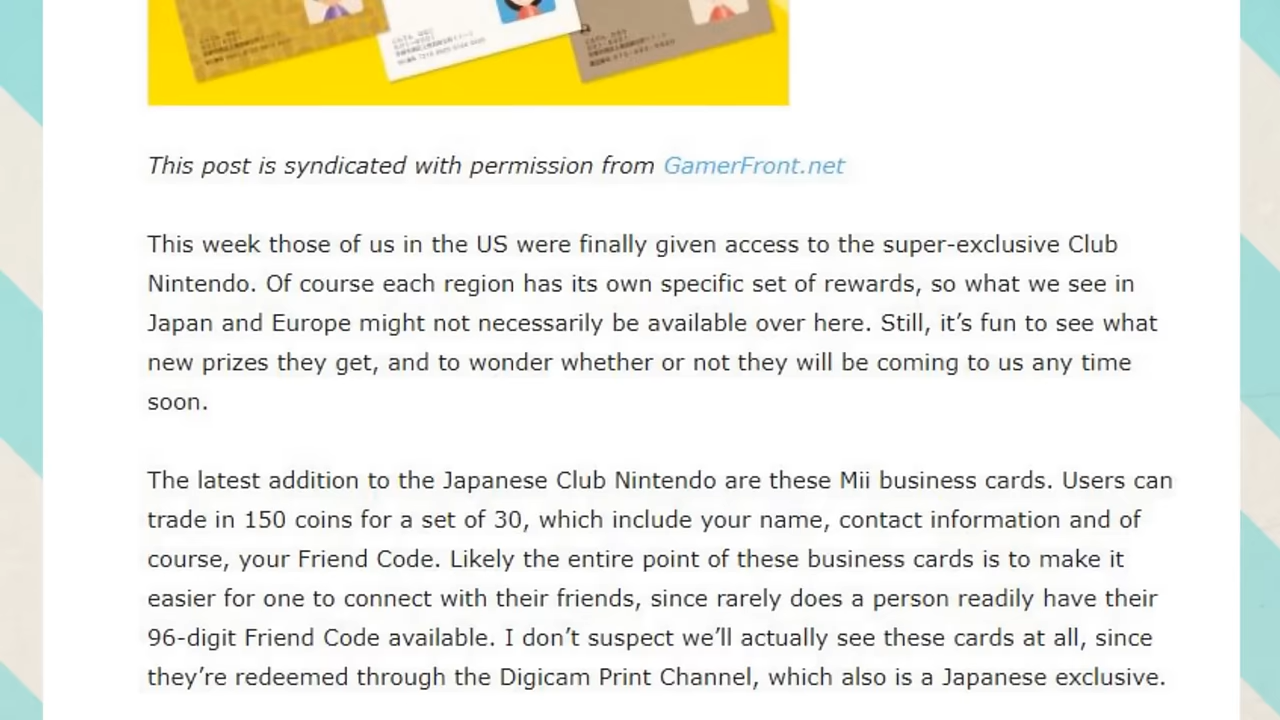 This post is syndicated with permission from GamerFront.net
This week those of us in the US were finally given access to the super-exclusive Club
Nintendo. Of course each region has its own specific set of rewards, so what we see in
Japan and Europe might not necessarily be available over here. Still, it’s fun to see what
new prizes they get, and to wonder whether or not they will be coming to us any time
soon.
The latest addition to the Japanese Club Nintendo are these Mii business cards. Users can
trade in 150 coins for a set of 30, which include your name, contact information and of
course, your Friend Code. Likely the entire point of these business cards is to make it
easier for one to connect with their friends, since rarely does a person readily have their
96-digit Friend Code available. I don’t suspect we’ll actually see these cards at all, since
they’re redeemed through the Digicam Print Channel, which also is a Japanese exclusive.